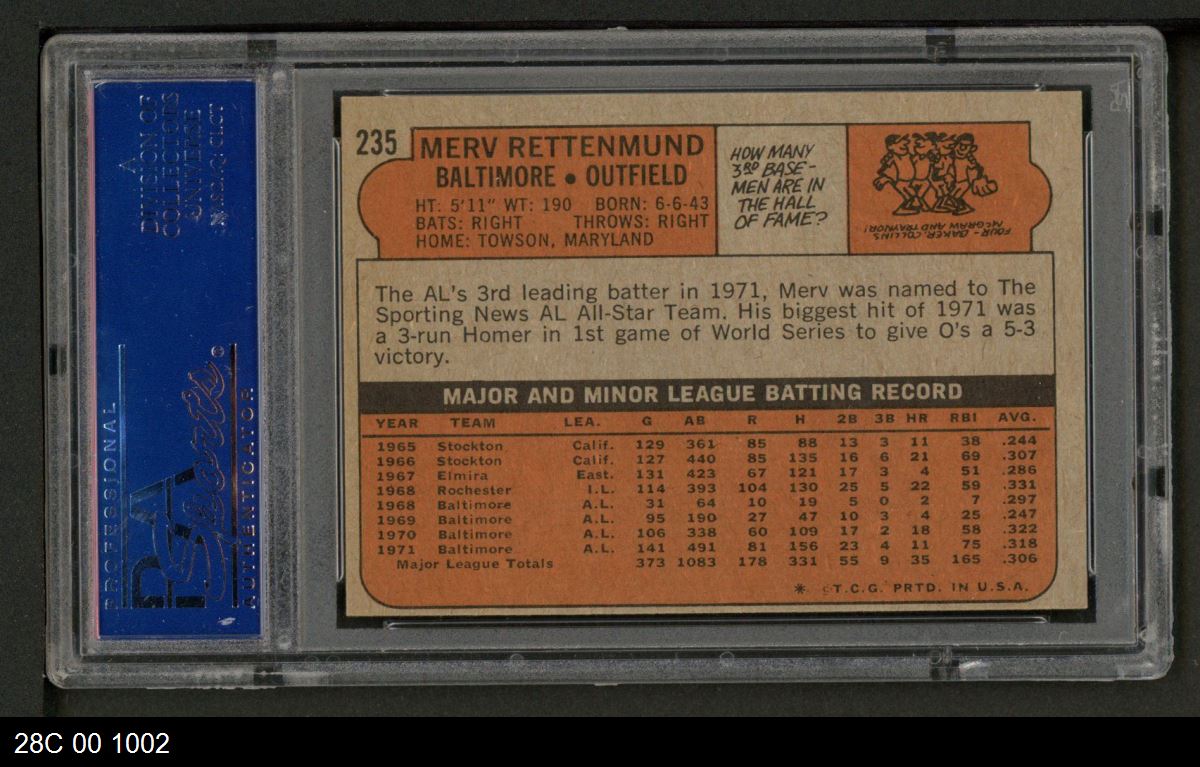 A
DIVISION OF
COLLECTORS
UNIVERSE
PROFESSIONAL
PSA
Sports®
AUTHENTICATOR
PSA
235
MERV RETTENMUND
BALTIMORE • OUTFIELD
HT: 5'11" WT: 190 BORN: 6-6-43
BATS: RIGHT THROWS: RIGHT
HOME: TOWSON, MARYLAND
HOW MANY
3RD BASE-
MEN ARE IN
THE HALL
OF FAME?
FOUR - BAKER, COLLINS
MCGRAW AND TRAYNOR!
The AL's 3rd leading batter in 1971, Merv was named to The
Sporting News AL All-Star Team. His biggest hit of 1971 was
a 3-run Homer in 1st game of World Series to give O's a 5-3
victory.
MAJOR AND MINOR LEAGUE BATTING RECORD
YEAR TEAM LEA. G AB R H 2B 3B HR RBI AVG.
1965 Stockton Calif. 129 361 85 88 13 3 11 38 .244
1966 Stockton Calif. 127 440 85 135 16 6 21 69 .307
1967 Elmira East. 131 423 67 121 17 3 4 51 .286
1968 Rochester I.L. 114 393 104 130 25 5 22 59 .331
1968 Baltimore A.L. 31 64 10 19 5 0 2 7 .297
1969 Baltimore A.L. 95 190 27 47 10 3 4 25 .247
1970 Baltimore A.L. 106 338 60 109 17 2 18 58 .322
1971 Baltimore A.L. 141 491 81 156 23 4 11 75 .318
Major League Totals 373 1083 178 331 55 9 35 165 .306
* ©T.C.G. PRTD. IN U.S.A.
28C 00 1002